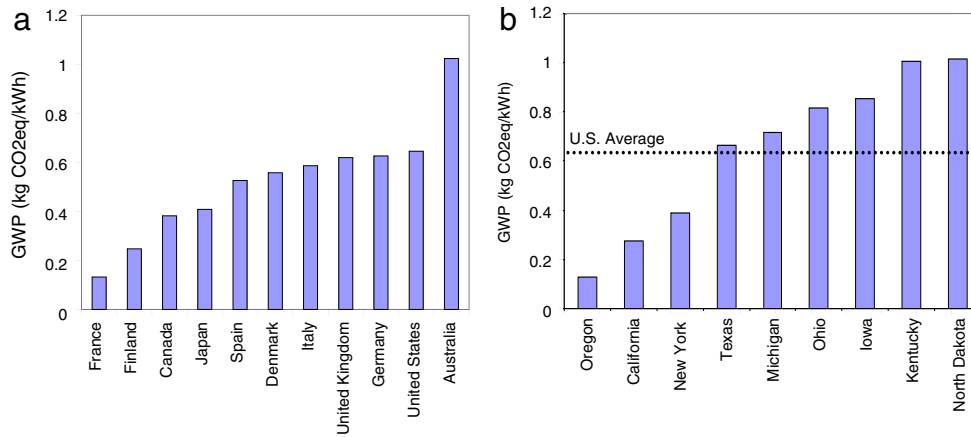 a
1.2
1
0.8
0.6
0.4
0.2
0
GWP (kg CO2eq/kWh)
France
Finland
Canada
Japan
Spain
Denmark
Italy
United Kingdom
Germany
United States
Australia
b
1.2
1
0.8
0.6
0.4
0.2
0
GWP (kg CO2eq/kWh)
U.S. Average
Oregon
California
New York
Texas
Michigan
Ohio
Iowa
Kentucky
North Dakota